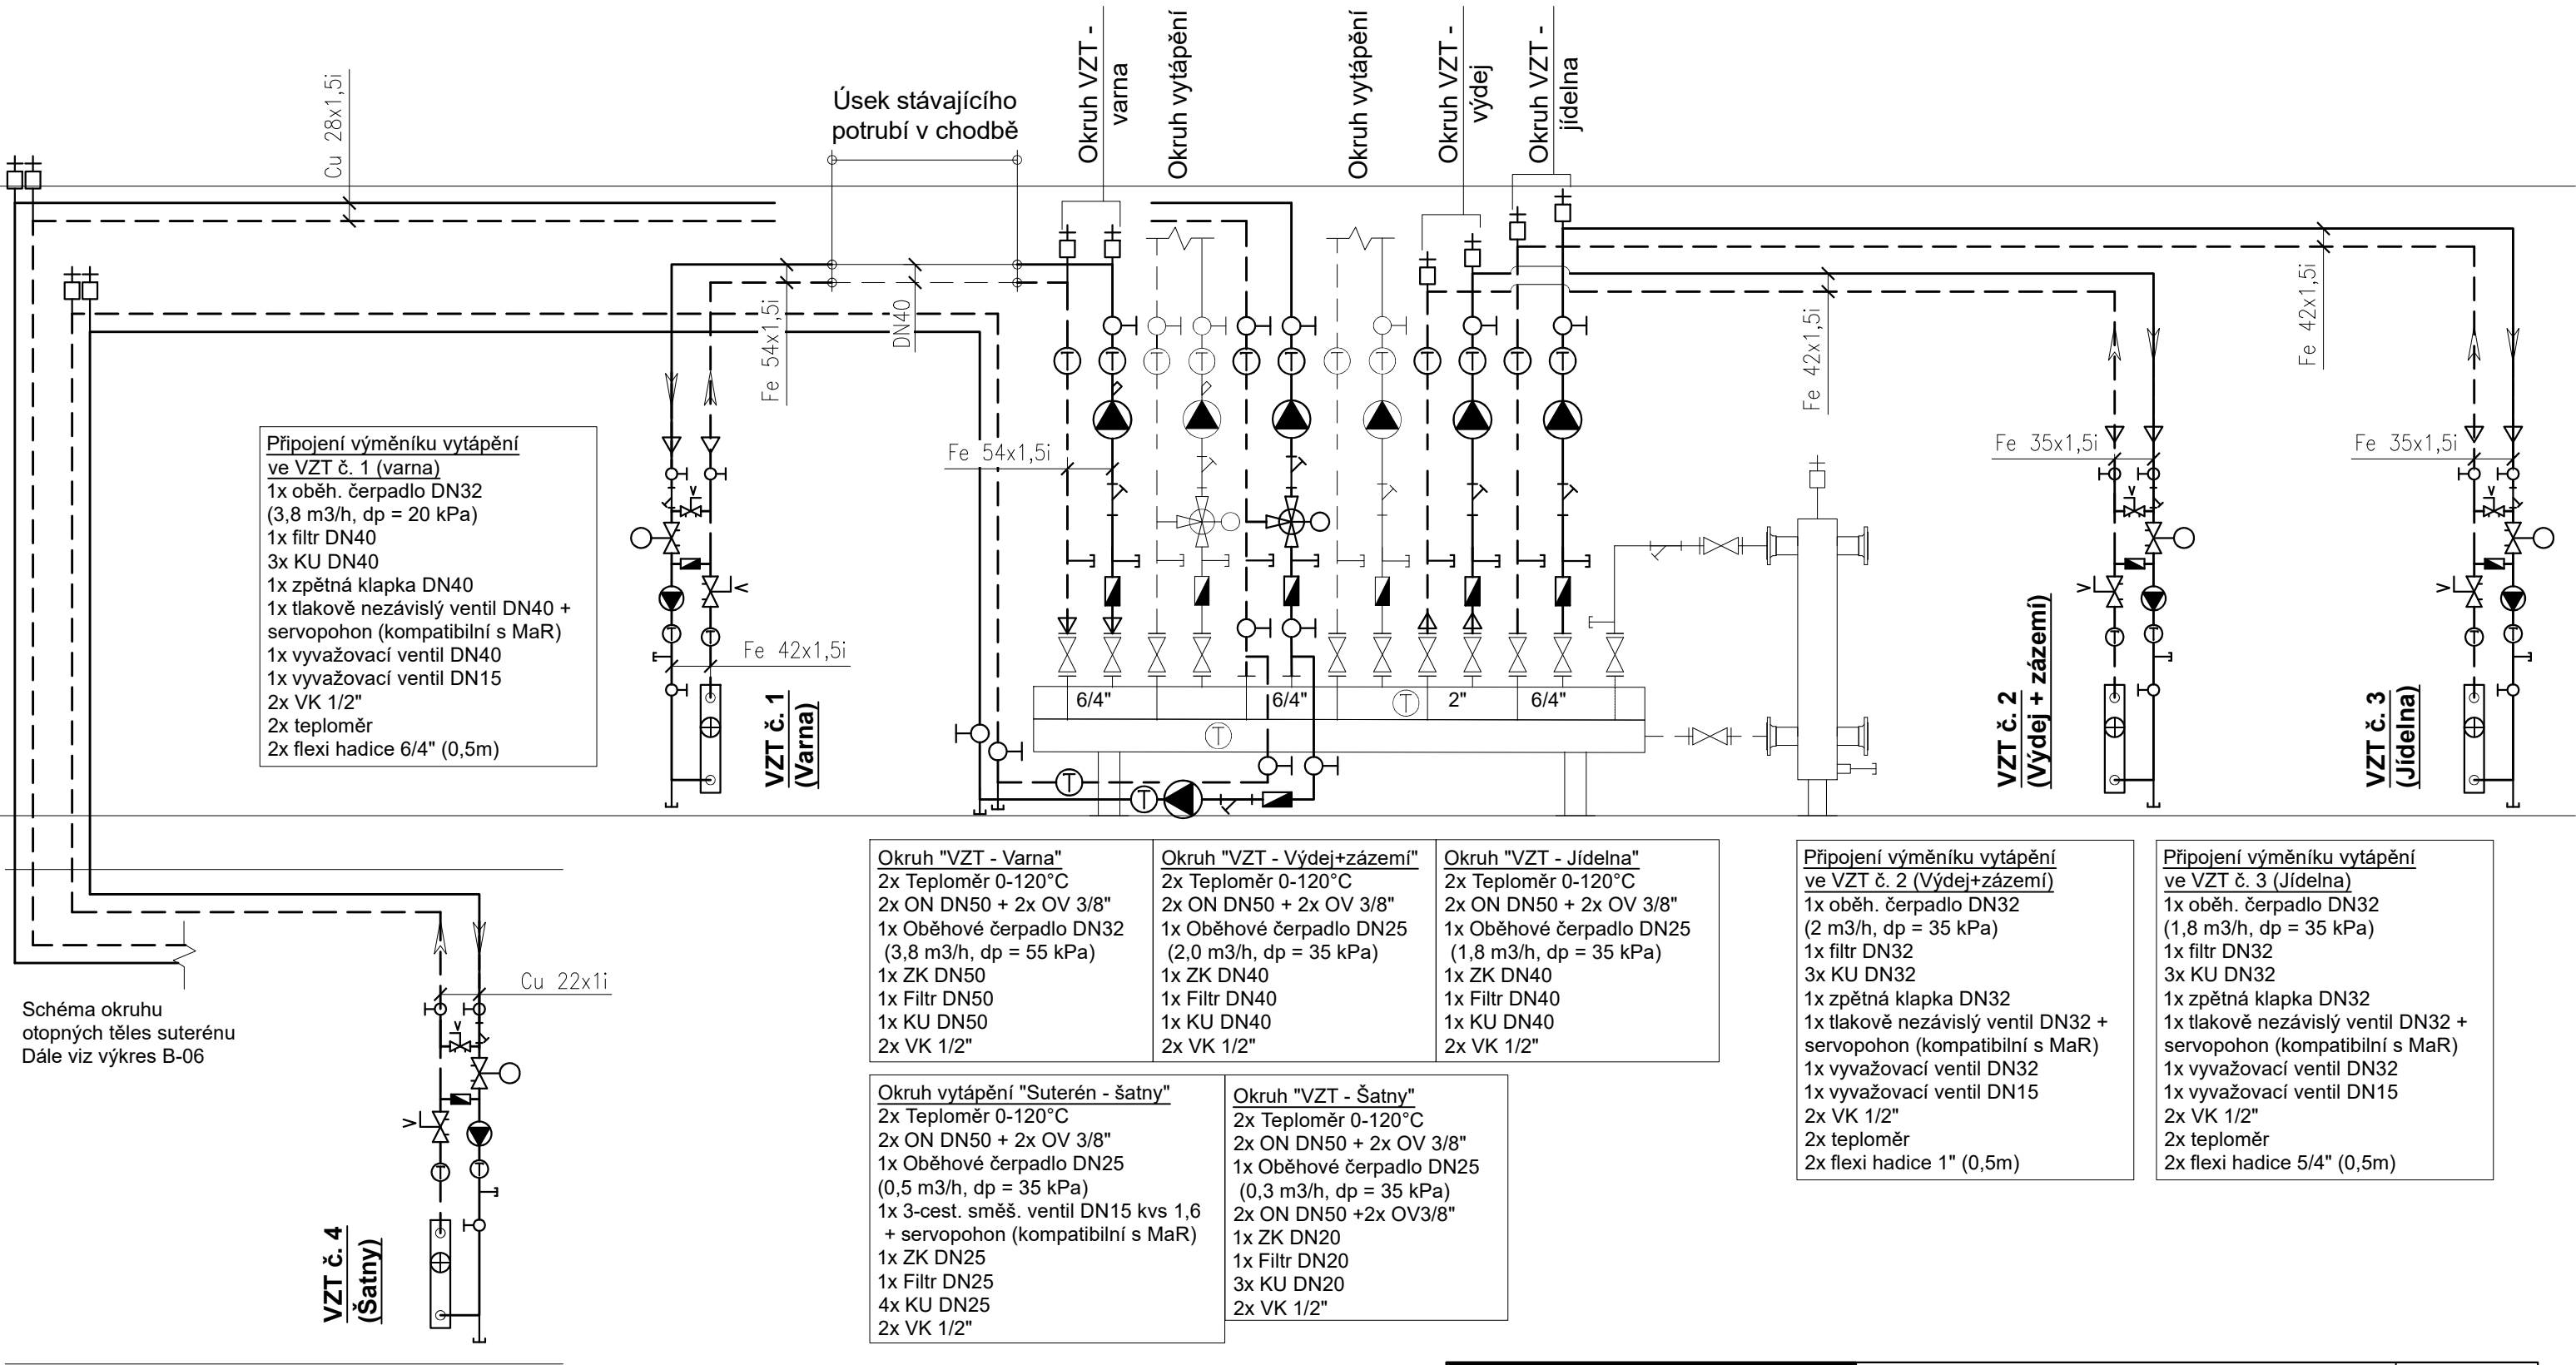 Cu 28x1,5i
Úsek stávajícího
potrubí v chodbě
Okruh VZT -
varna
Okruh vytápění
Okruh vytápění
Okruh VZT -
výdej
Okruh VZT -
jídelna
Fe 54x1,5i
DN40
Fe 42x1,5i
Fe 42x1,5i
Připojení výměníku vytápění
ve VZT č. 1 (varna)
1x oběh. čerpadlo DN32
(3,8 m3/h, dp = 20 kPa)
1x filtr DN40
3x KU DN40
1x zpětná klapka DN40
1x tlakově nezávislý ventil DN40 +
servopohon (kompatibilní s MaR)
1x vyvažovací ventil DN40
1x vyvažovací ventil DN15
2x VK 1/2"
2x teploměr
2x flexi hadice 6/4" (0,5m)
Fe 42x1,5i
VZT č. 1
(Varna)
Fe 54x1,5i
T
T
T
T
T
T
T
T
T
T
T
T
V
V
T
T
6/4"
6/4"
T
2"
6/4"
T
T
T
Fe 35x1,5i
V
V
T
T
VZT č. 2
(Výdej + zázemí)
Fe 35x1,5i
V
V
T
T
VZT č. 3
(Jídelna)
Okruh "VZT - Varna"
2x Teploměr 0-120°C
2x ON DN50 + 2x OV 3/8"
1x Oběhové čerpadlo DN32
(3,8 m3/h, dp = 55 kPa)
1x ZK DN50
1x Filtr DN50
1x KU DN50
2x VK 1/2"
Okruh "VZT - Výdej+zázemí"
2x Teploměr 0-120°C
2x ON DN50 + 2x OV 3/8"
1x Oběhové čerpadlo DN25
(2,0 m3/h, dp = 35 kPa)
1x ZK DN40
1x Filtr DN40
1x KU DN40
2x VK 1/2"
Okruh "VZT - Jídelna"
2x Teploměr 0-120°C
2x ON DN50 + 2x OV 3/8"
1x Oběhové čerpadlo DN25
(1,8 m3/h, dp = 35 kPa)
1x ZK DN40
1x Filtr DN40
1x KU DN40
2x VK 1/2"
Připojení výměníku vytápění
ve VZT č. 2 (Výdej+zázemí)
1x oběh. čerpadlo DN32
(2 m3/h, dp = 35 kPa)
1x filtr DN32
3x KU DN32
1x zpětná klapka DN32
1x tlakově nezávislý ventil DN32 +
servopohon (kompatibilní s MaR)
1x vyvažovací ventil DN32
1x vyvažovací ventil DN15
2x VK 1/2"
2x teploměr
2x flexi hadice 1" (0,5m)
Připojení výměníku vytápění
ve VZT č. 3 (Jídelna)
1x oběh. čerpadlo DN32
(1,8 m3/h, dp = 35 kPa)
1x filtr DN32
3x KU DN32
1x zpětná klapka DN32
1x tlakově nezávislý ventil DN32 +
servopohon (kompatibilní s MaR)
1x vyvažovací ventil DN32
1x vyvažovací ventil DN15
2x VK 1/2"
2x teploměr
2x flexi hadice 5/4" (0,5m)
Schéma okruhu
otopných těles suterénu
Dále viz výkres B-06
Cu 22x1i
V
V
T
T
VZT č. 4
(Šatny)
Okruh vytápění "Suterén - šatny"
2x Teploměr 0-120°C
2x ON DN50 + 2x OV 3/8"
1x Oběhové čerpadlo DN25
(0,5 m3/h, dp = 35 kPa)
1x 3-cest. směš. ventil DN15 kvs 1,6
+ servopohon (kompatibilní s MaR)
1x ZK DN25
1x Filtr DN25
4x KU DN25
2x VK 1/2"
Okruh "VZT - Šatny"
2x Teploměr 0-120°C
2x ON DN50 + 2x OV 3/8"
1x Oběhové čerpadlo DN25
(0,3 m3/h, dp = 35 kPa)
2x ON DN50 +2x OV3/8"
1x ZK DN20
1x Filtr DN20
3x KU DN20
2x VK 1/2"